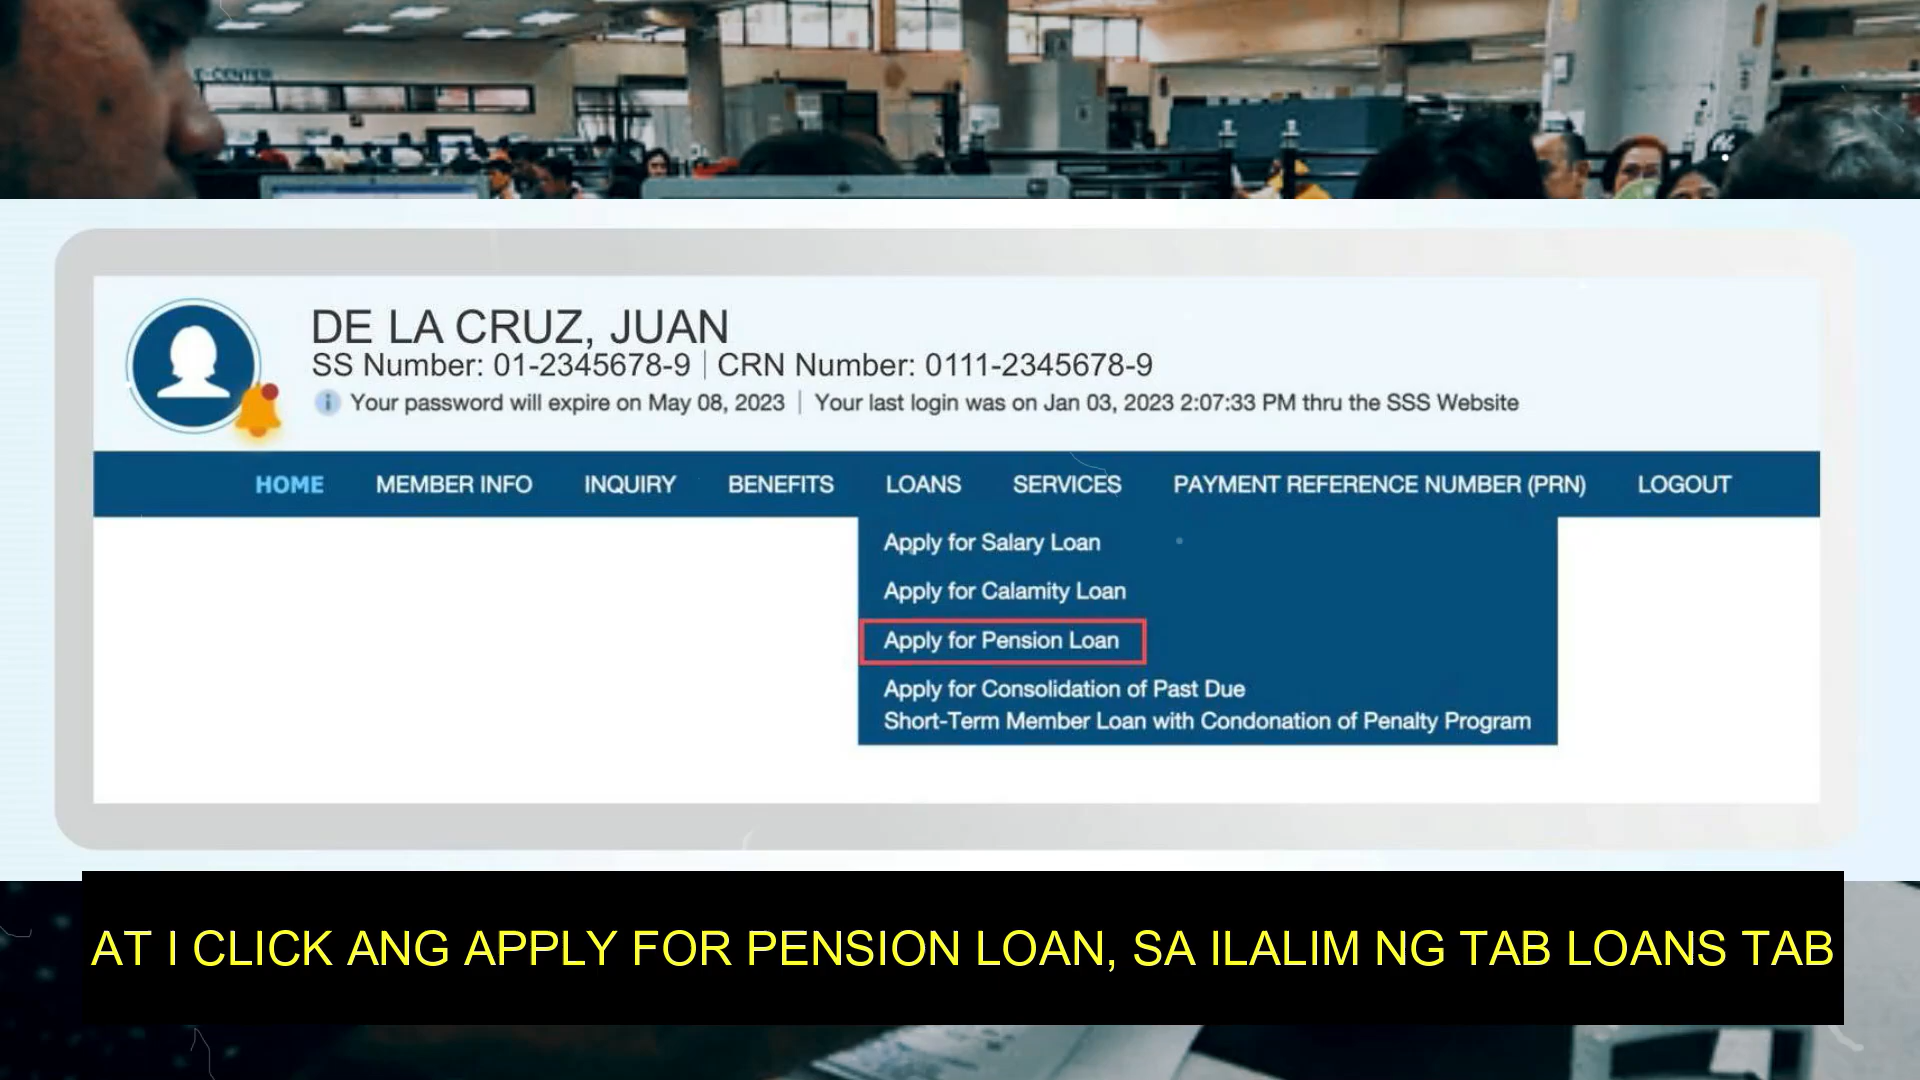 E-CENTER
DE LA CRUZ, JUAN
SS Number: 01-2345678-9 | CRN Number: 0111-2345678-9
Your password will expire on May 08, 2023 | Your last login was on Jan 03, 2023 2:07:33 PM thru the SSS Website
HOME MEMBER INFO INQUIRY BENEFITS LOANS SERVICES PAYMENT REFERENCE NUMBER (PRN) LOGOUT
Apply for Salary Loan
Apply for Calamity Loan
Apply for Pension Loan
Apply for Consolidation of Past Due
Short-Term Member Loan with Condonation of Penalty Program
AT I CLICK ANG APPLY FOR PENSION LOAN, SA ILALIM NG TAB LOANS TAB